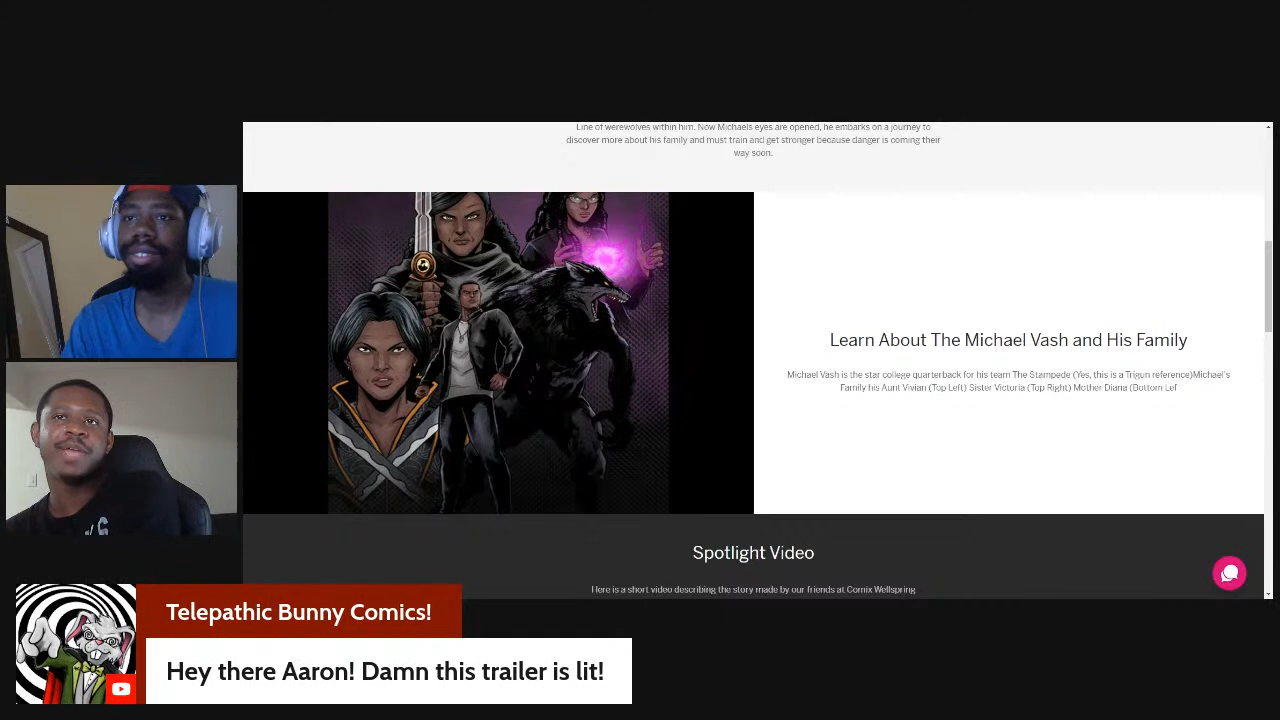 Line of werewolves within him. Now Michaels eyes are opened, he embarks on a journey to
discover more about his family and must train and get stronger because danger is coming their
way soon.
Learn About The Michael Vash and His Family
Michael Vash is the star college quarterback for his team The Stampede (Yes, this is a Trigun reference)Michael's
Family his Aunt Vivian (Top Left) Sister Victoria (Top Right) Mother Diana (Bottom Lef
Spotlight Video
Here is a short video describing the story made by our friends at Comix Wellspring
Telepathic Bunny Comics!
Hey there Aaron! Damn this trailer is lit!